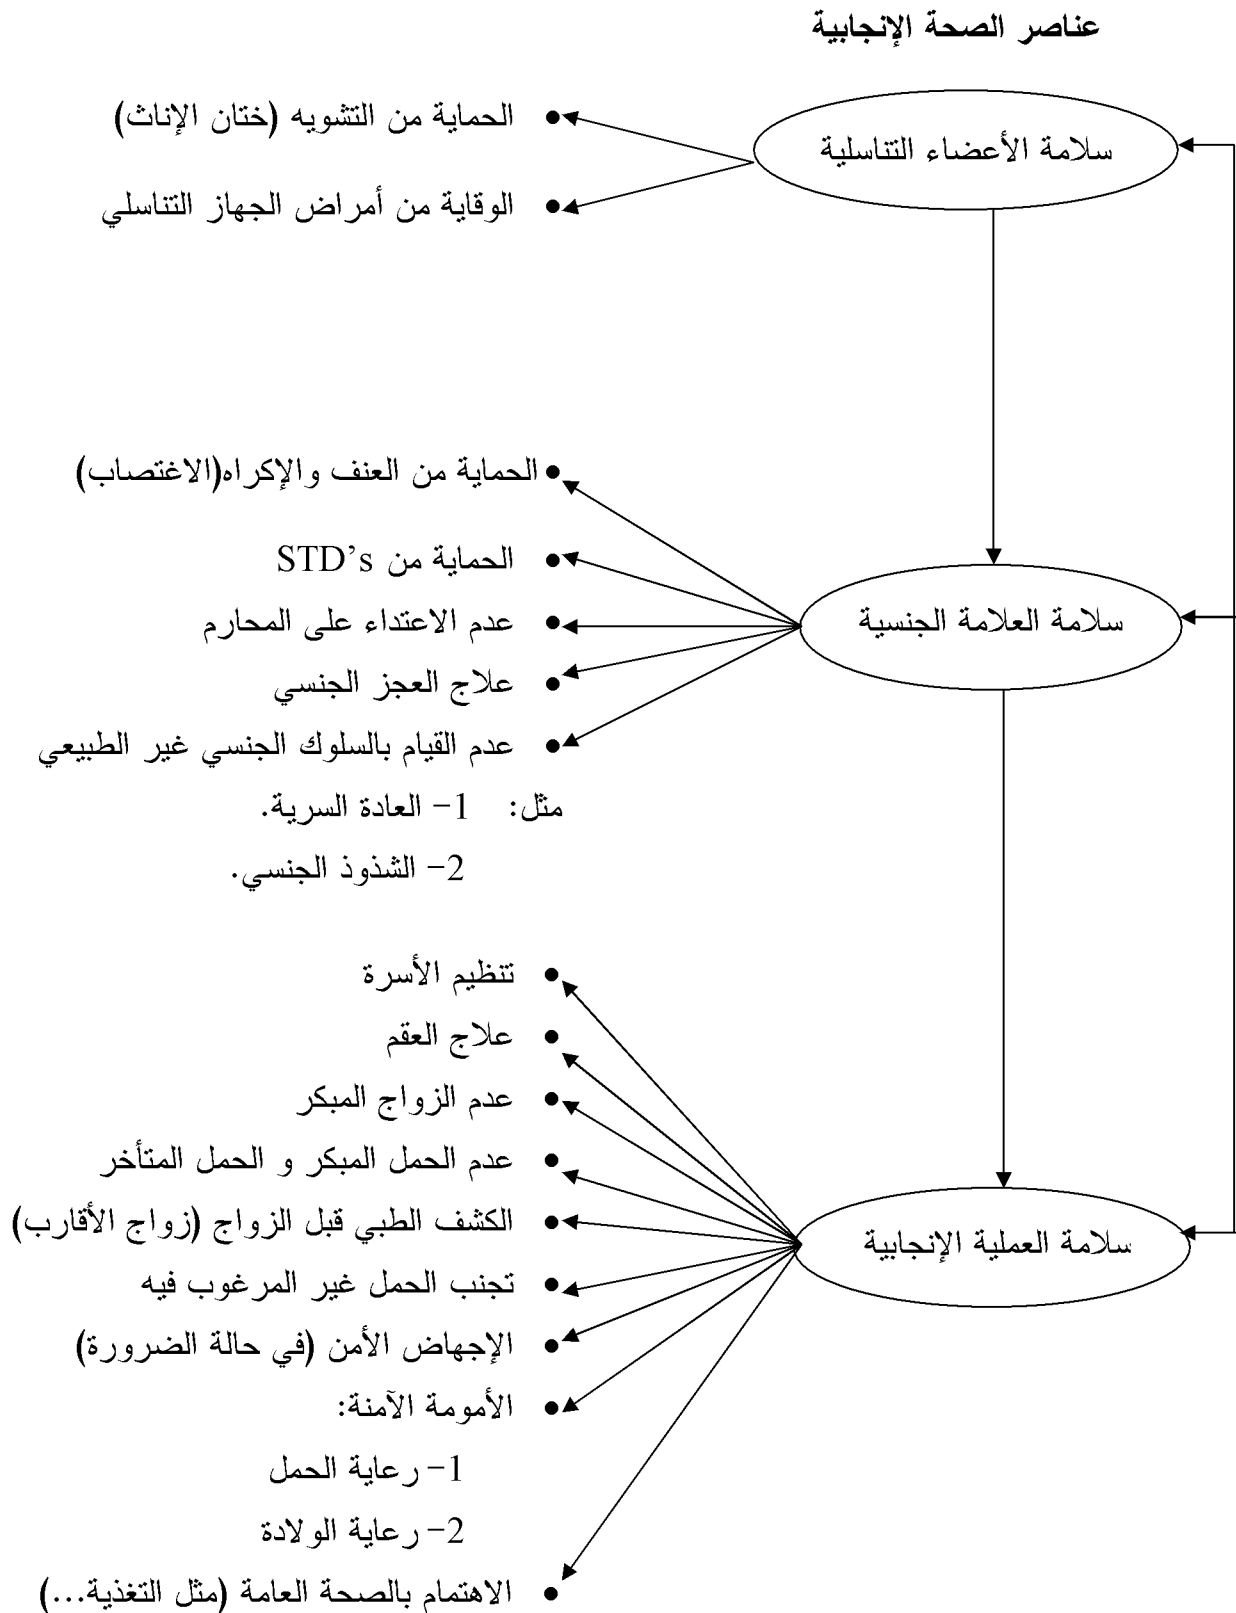 عناصر الصحة الإنجابية
سلامة الأعضاء التناسلية
• الحماية من التشويه (ختان الإناث)
• الوقاية من أمراض الجهاز التناسلي
سلامة العلامة الجنسية
• الحماية من العنف والإكراه(الاغتصاب)
• الحماية من STD’s
• عدم الاعتداء على المحارم
• علاج العجز الجنسي
• عدم القيام بالسلوك الجنسي غير الطبيعي
مثل: 1- العادة السرية.
2- الشذوذ الجنسي.
سلامة العملية الإنجابية
• تنظيم الأسرة
• علاج العقم
• عدم الزواج المبكر
• عدم الحمل المبكر و الحمل المتأخر
• الكشف الطبي قبل الزواج (زواج الأقارب)
• تجنب الحمل غير المرغوب فيه
• الإجهاض الأمن (في حالة الضرورة)
• الأمومة الآمنة:
1- رعاية الحمل
2- رعاية الولادة
• الاهتمام بالصحة العامة (مثل التغذية...)